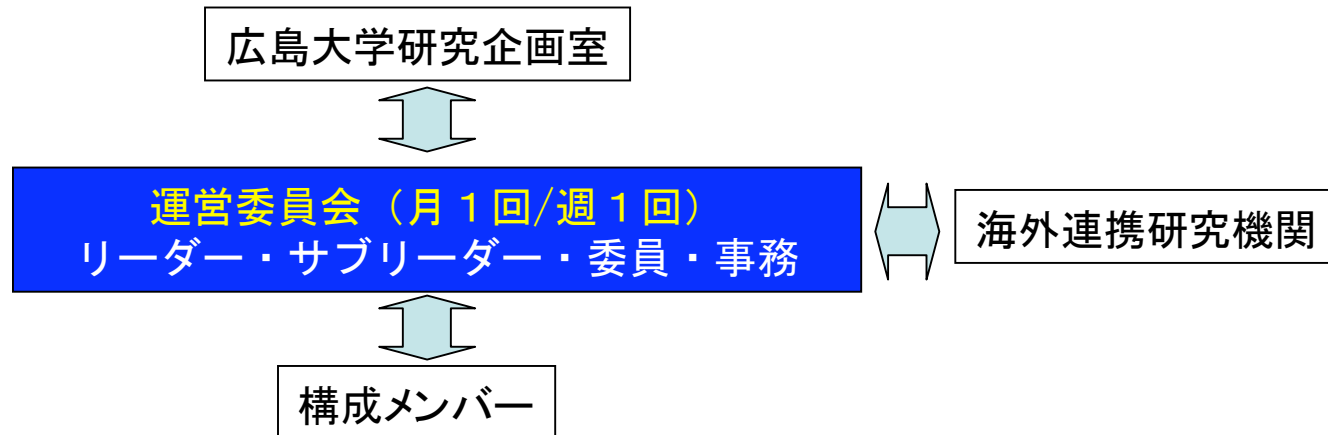 広島大学研究企画室
運営委員会（月１回/週１回）
リーダー・サブリーダー・委員・事務
海外連携研究機関
構成メンバー